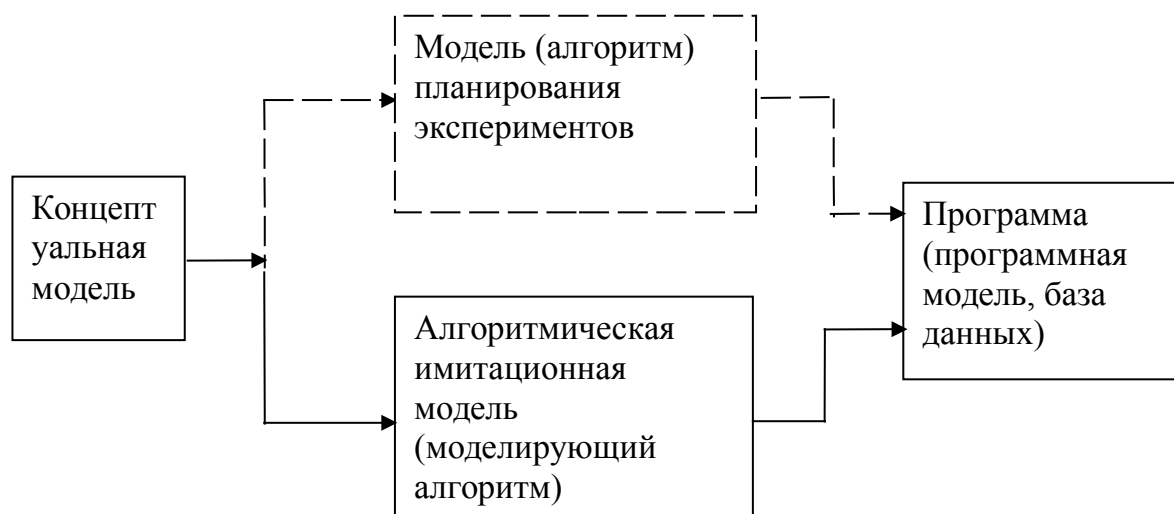 Модель (алгоритм)
планирования
экспериментов
Концепт
уальная
модель
Программа
(программная
модель, база
данных)
Алгоритмическая
имитационная
модель
(моделирующий
алгоритм)